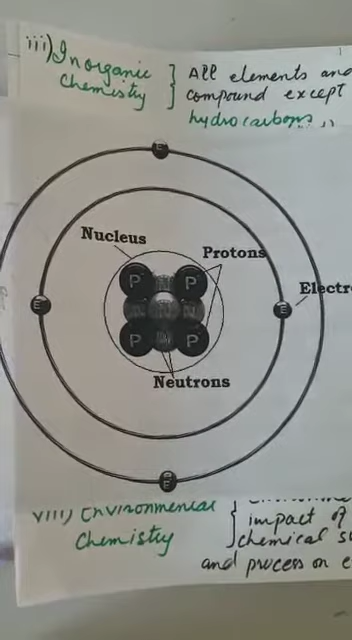 iii) Inorganic Chemistry } All elements and
compound except
hydrocarbons
E
Nucleus
Protons
P P
E E
Electr
P P
Neutrons
E
viii) Environmental
Chemistry
impact of
chemical
and process on e